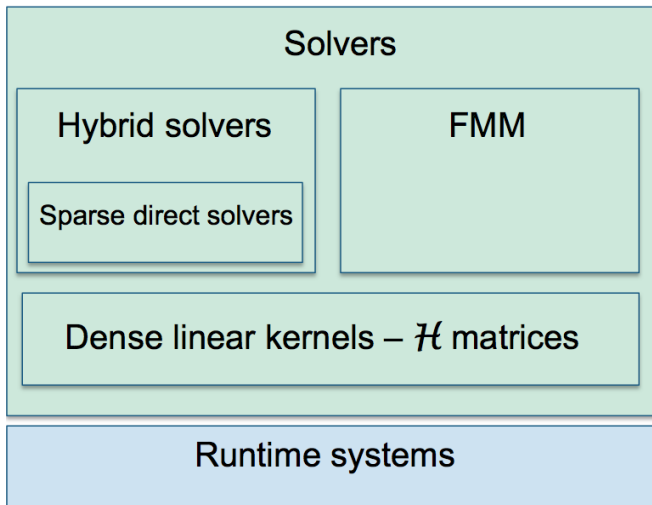 Solvers
Hybrid solvers
FMM
Sparse direct solvers
Dense linear kernels – ℋ matrices
Runtime systems